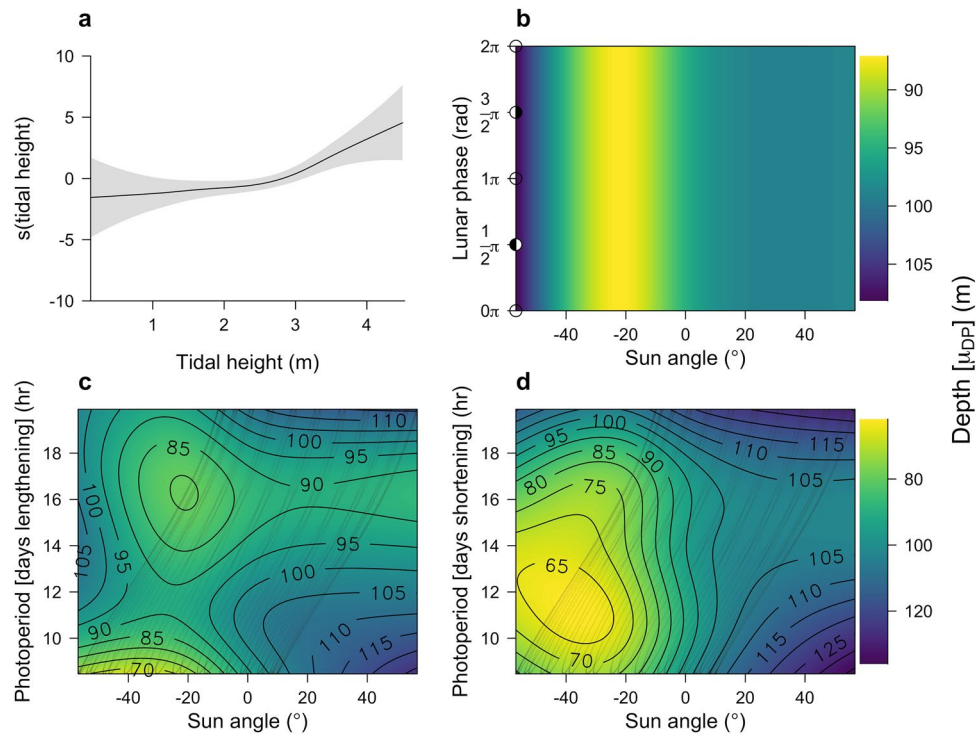 a
10
5
0
-5
-10
s(tidal height)
1 2 3 4
Tidal height (m)
b
2π
3/2 π
1π
1/2 π
0π
Lunar phase (rad)
-40 -20 0 20 40
Sun angle (°)
90
95
100
105
Depth [μDP] (m)
c
18
16
14
12
10
Photoperiod [days lengthening] (hr)
110
100
95
85
90
100
105
95
95
100
105
90
85
110
115
70
-40 -20 0 20 40
Sun angle (°)
d
18
16
14
12
10
Photoperiod [days shortening] (hr)
100
95
85
90
110
115
80
75
105
65
105
110
70
115
125
-40 -20 0 20 40
Sun angle (°)
80
100
120